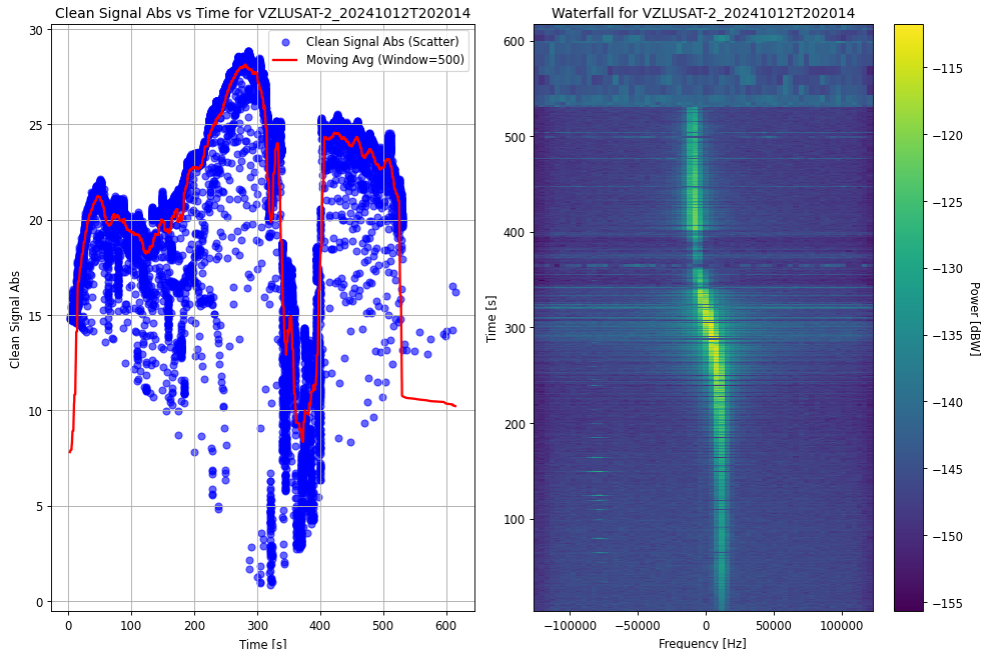 Clean Signal Abs vs Time for VZLUSAT-2_20241012T202014
Clean Signal Abs (Scatter)
Moving Avg (Window=500)
30
25
20
15
10
5
0
Clean Signal Abs
0 100 200 300 400 500 600
Time [s]
Waterfall for VZLUSAT-2_20241012T202014
600
500
400
300
200
100
Time [s]
−100000 −50000 0 50000 100000
Frequency [Hz]
−115
−120
−125
−130
−135
−140
−145
−150
−155
Power [dBW]